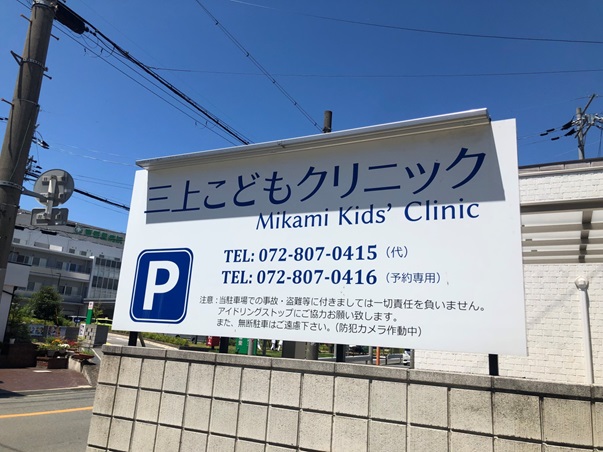 三上こどもクリニック
Mikami Kids' Clinic
P
TEL: 072-807-0415（代）
TEL: 072-807-0416（予約専用）
注意：当駐車場での事故・盗難等に付きましては一切責任を負いません。
アイドリングストップにご協力お願い致します。
また、無断駐車はご遠慮下さい。（防犯カメラ作動中）